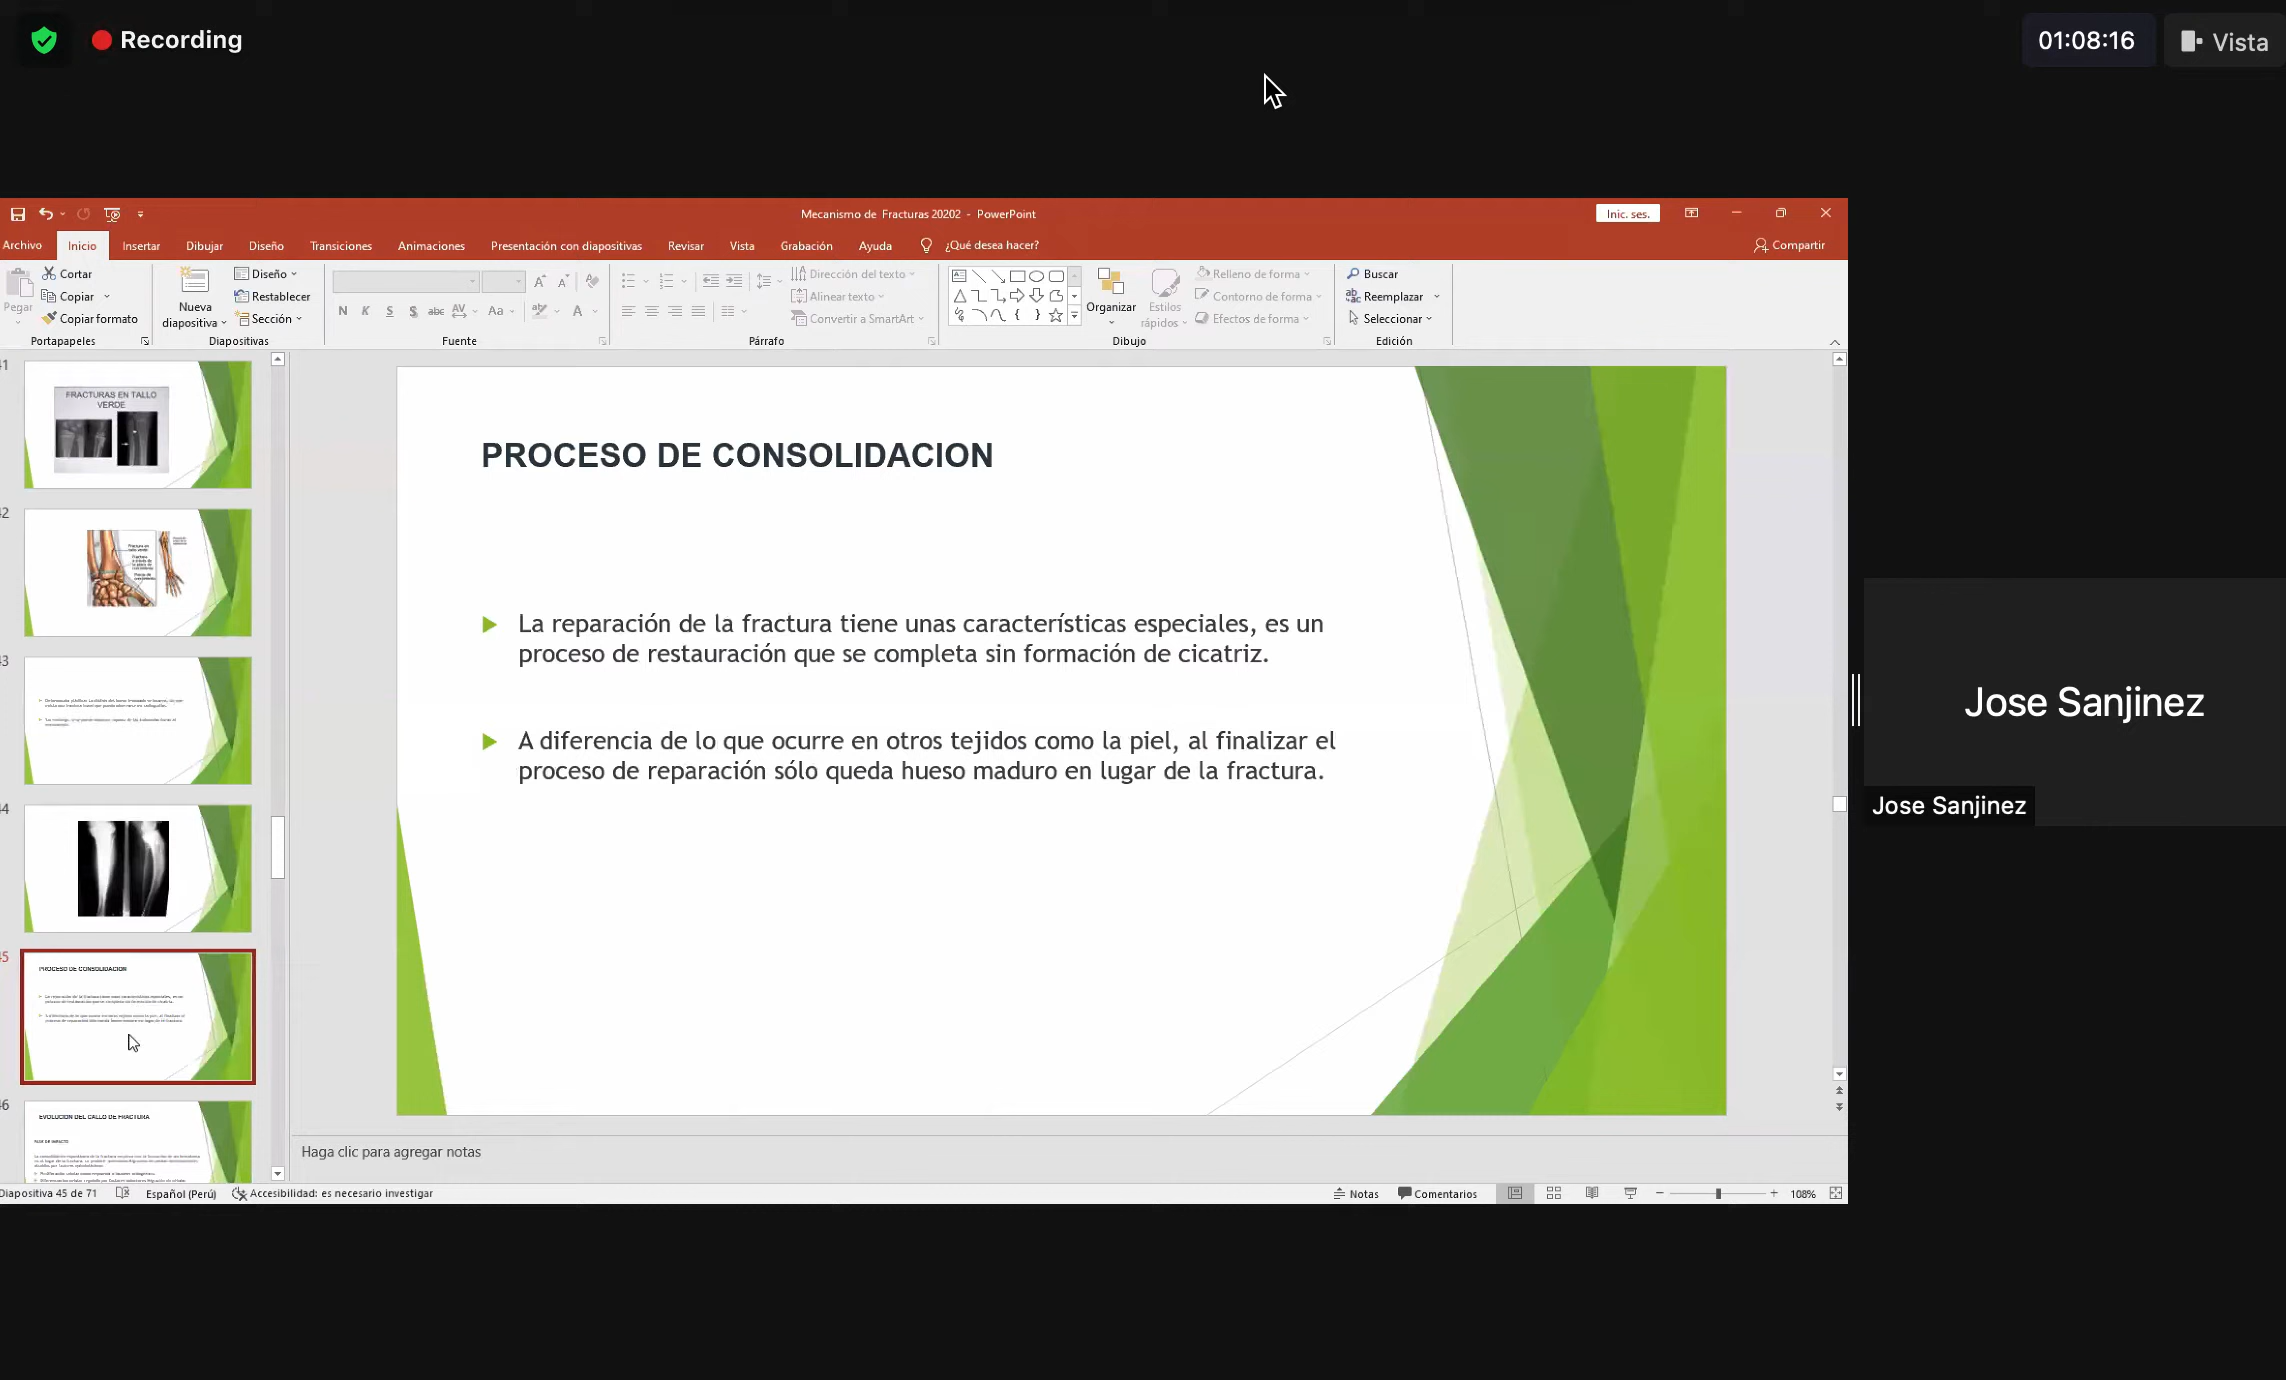 Recording
01:08:16
Vista
Mecanismo de Fracturas 20202 - PowerPoint
Inic. ses.
Archivo Inicio Insertar Dibujar Diseño Transiciones Animaciones Presentación con diapositivas Revisar Vista Grabación Ayuda ¿Qué desea hacer? Compartir
Pegar
Cortar
Copiar
Copiar formato
Portapapeles
Nueva diapositiva
Diseño
Restablecer
Sección
Diapositivas
N K S S abc AV Aa A
Fuente
Dirección del texto
Alinear texto
Convertir a SmartArt
Párrafo
Organizar
Estilos rápidos
Relleno de forma
Contorno de forma
Efectos de forma
Dibujo
Buscar
Reemplazar
Seleccionar
Edición
FRACTURAS EN TALLO
VERDE
PROCESO DE CONSOLIDACION
EVOLUCION DEL CALLO DE FRACTURA
FASE DE IMPACTO
PROCESO DE CONSOLIDACION
La reparación de la fractura tiene unas características especiales, es un
proceso de restauración que se completa sin formación de cicatriz.
A diferencia de lo que ocurre en otros tejidos como la piel, al finalizar el
proceso de reparación sólo queda hueso maduro en lugar de la fractura.
Haga clic para agregar notas
Diapositiva 45 de 71 Español (Perú) Accesibilidad: es necesario investigar Notas Comentarios 108%
Jose Sanjinez
Jose Sanjinez